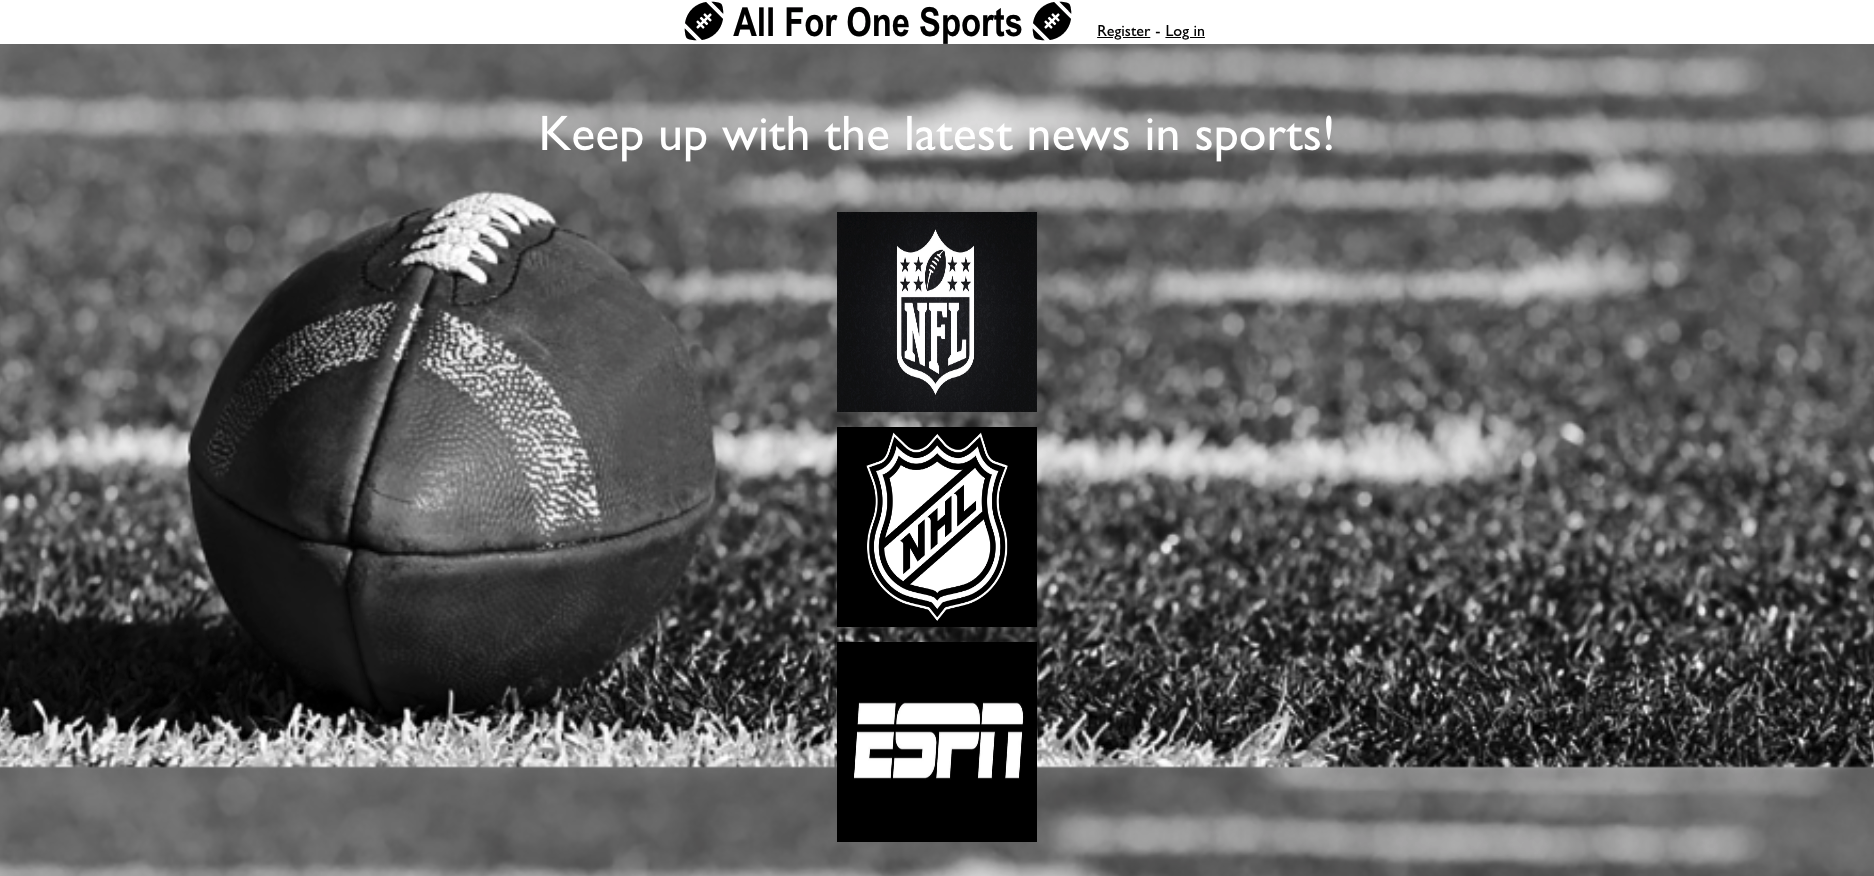 All For One Sports
Register - Log in
Keep up with the latest news in sports!
NFL
NHL
ESPN